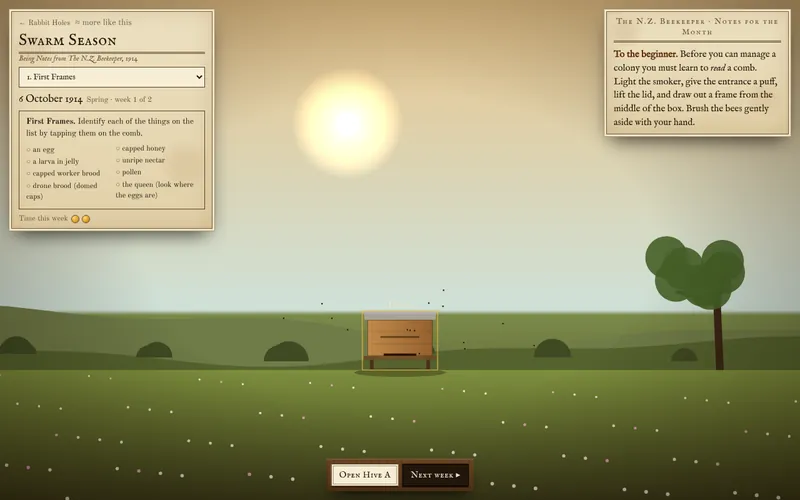 ← Rabbit Holes ¤ more like this
Swarm Season
Being Notes from The N.Z. Beekeeper, 1914
1. First Frames
6 October 1914 Spring · week 1 of 2
First Frames. Identify each of the things on the
list by tapping them on the comb.
○ an egg
○ a larva in jelly
○ capped worker brood
○ drone brood (domed
caps)
○ capped honey
○ unripe nectar
○ pollen
○ the queen (look where
the eggs are)
Time this week
The N.Z. Beekeeper · Notes for the
Month
To the beginner. Before you can manage a
colony you must learn to read a comb.
Light the smoker, give the entrance a puff,
lift the lid, and draw out a frame from the
middle of the box. Brush the bees gently
aside with your hand.
Open Hive A
Next week ▸